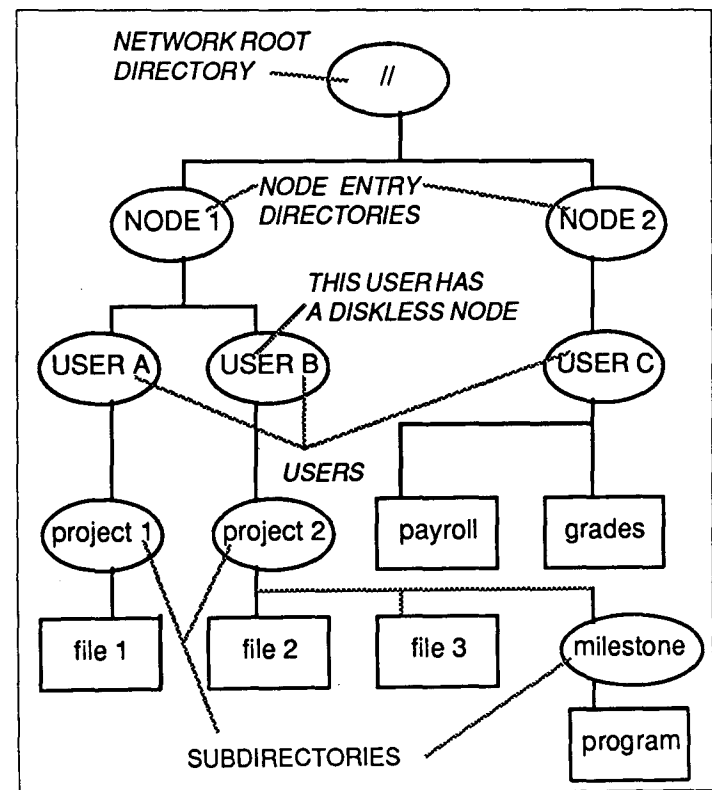 NETWORK ROOT
DIRECTORY
//
NODE 1
NODE ENTRY
DIRECTORIES
NODE 2
THIS USER HAS
A DISKLESS NODE
USER A
USER B
USER C
USERS
project 1
project 2
payroll
grades
file 1
file 2
file 3
milestone
SUBDIRECTORIES
program